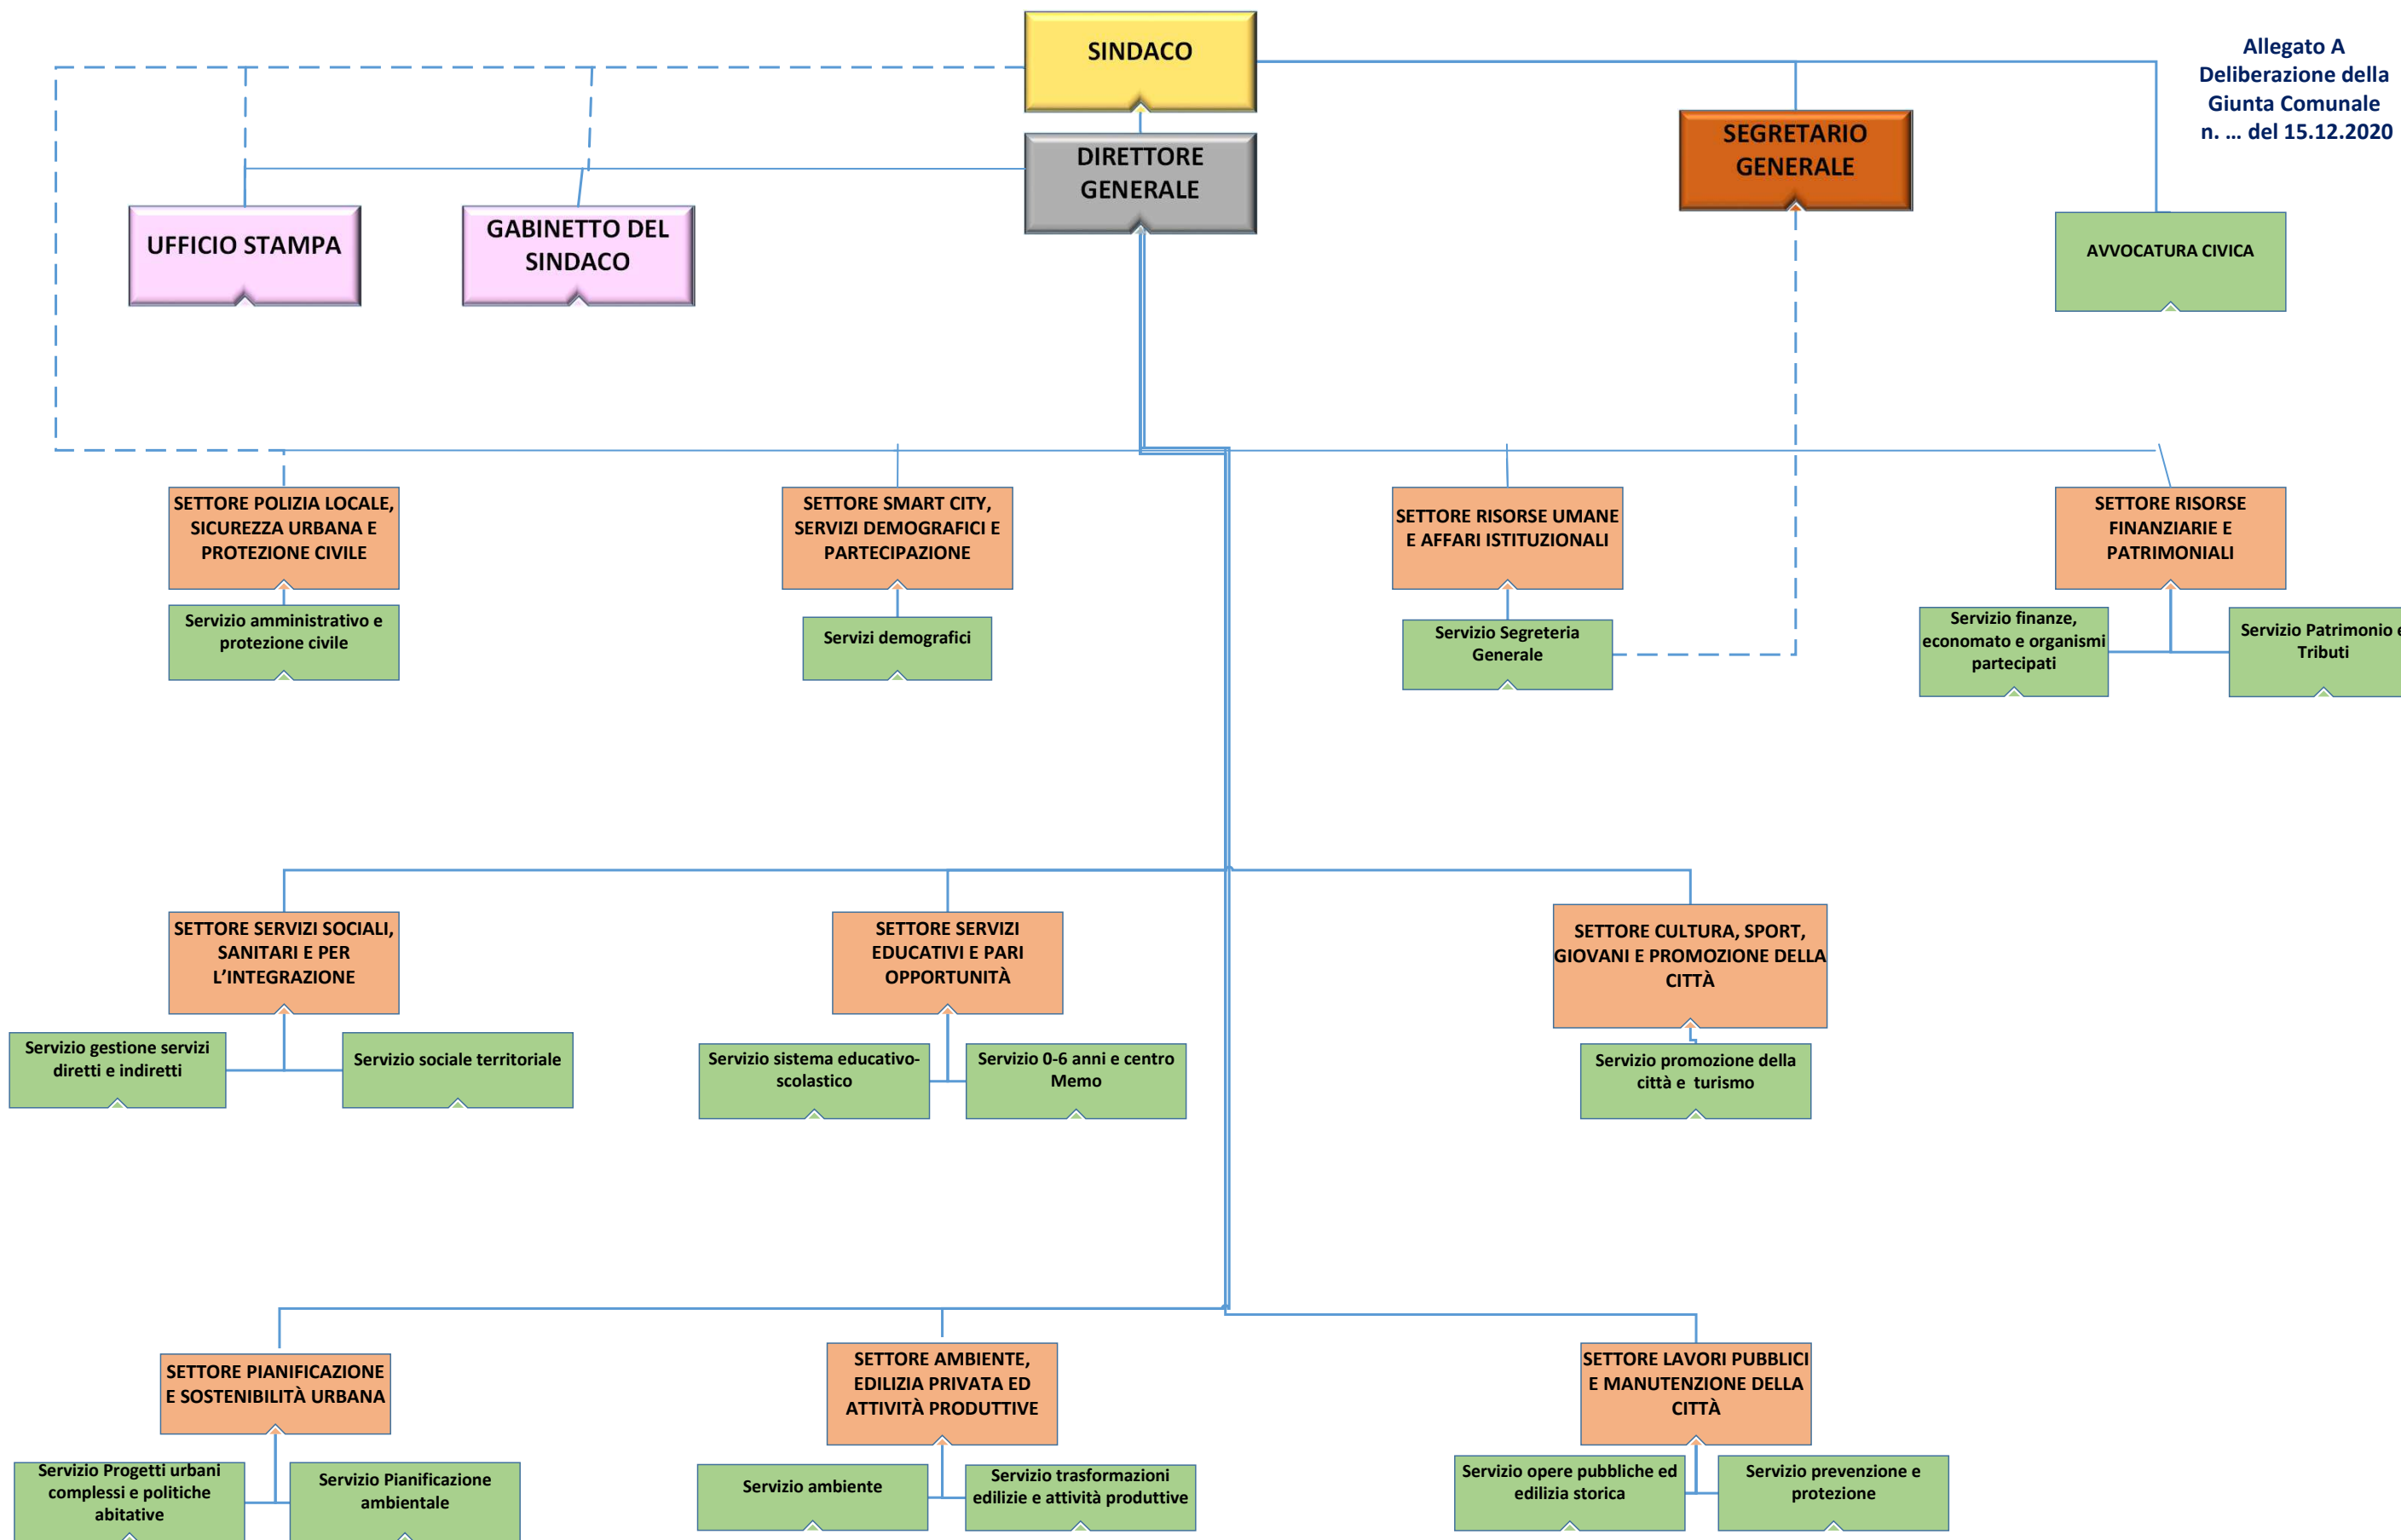 SINDACO
Allegato A
Deliberazione della
Giunta Comunale
n. … del 15.12.2020
DIRETTORE
GENERALE
SEGRETARIO
GENERALE
UFFICIO STAMPA
GABINETTO DEL
SINDACO
AVVOCATURA CIVICA
SETTORE POLIZIA LOCALE,
SICUREZZA URBANA E
PROTEZIONE CIVILE
SETTORE SMART CITY,
SERVIZI DEMOGRAFICI E
PARTECIPAZIONE
SETTORE RISORSE UMANE
E AFFARI ISTITUZIONALI
SETTORE RISORSE
FINANZIARIE E
PATRIMONIALI
Servizio amministrativo e
protezione civile
Servizi demografici
Servizio Segreteria
Generale
Servizio finanze,
economato e organismi
partecipati
Servizio Patrimonio e
Tributi
SETTORE SERVIZI SOCIALI,
SANITARI E PER
L’INTEGRAZIONE
SETTORE SERVIZI
EDUCATIVI E PARI
OPPORTUNITÀ
SETTORE CULTURA, SPORT,
GIOVANI E PROMOZIONE DELLA
CITTÀ
Servizio gestione servizi
diretti e indiretti
Servizio sociale territoriale
Servizio sistema educativo-
scolastico
Servizio 0-6 anni e centro
Memo
Servizio promozione della
città e turismo
SETTORE PIANIFICAZIONE
E SOSTENIBILITÀ URBANA
SETTORE AMBIENTE,
EDILIZIA PRIVATA ED
ATTIVITÀ PRODUTTIVE
SETTORE LAVORI PUBBLICI
E MANUTENZIONE DELLA
CITTÀ
Servizio Progetti urbani
complessi e politiche
abitative
Servizio Pianificazione
ambientale
Servizio ambiente
Servizio trasformazioni
edilizie e attività produttive
Servizio opere pubbliche ed
edilizia storica
Servizio prevenzione e
protezione